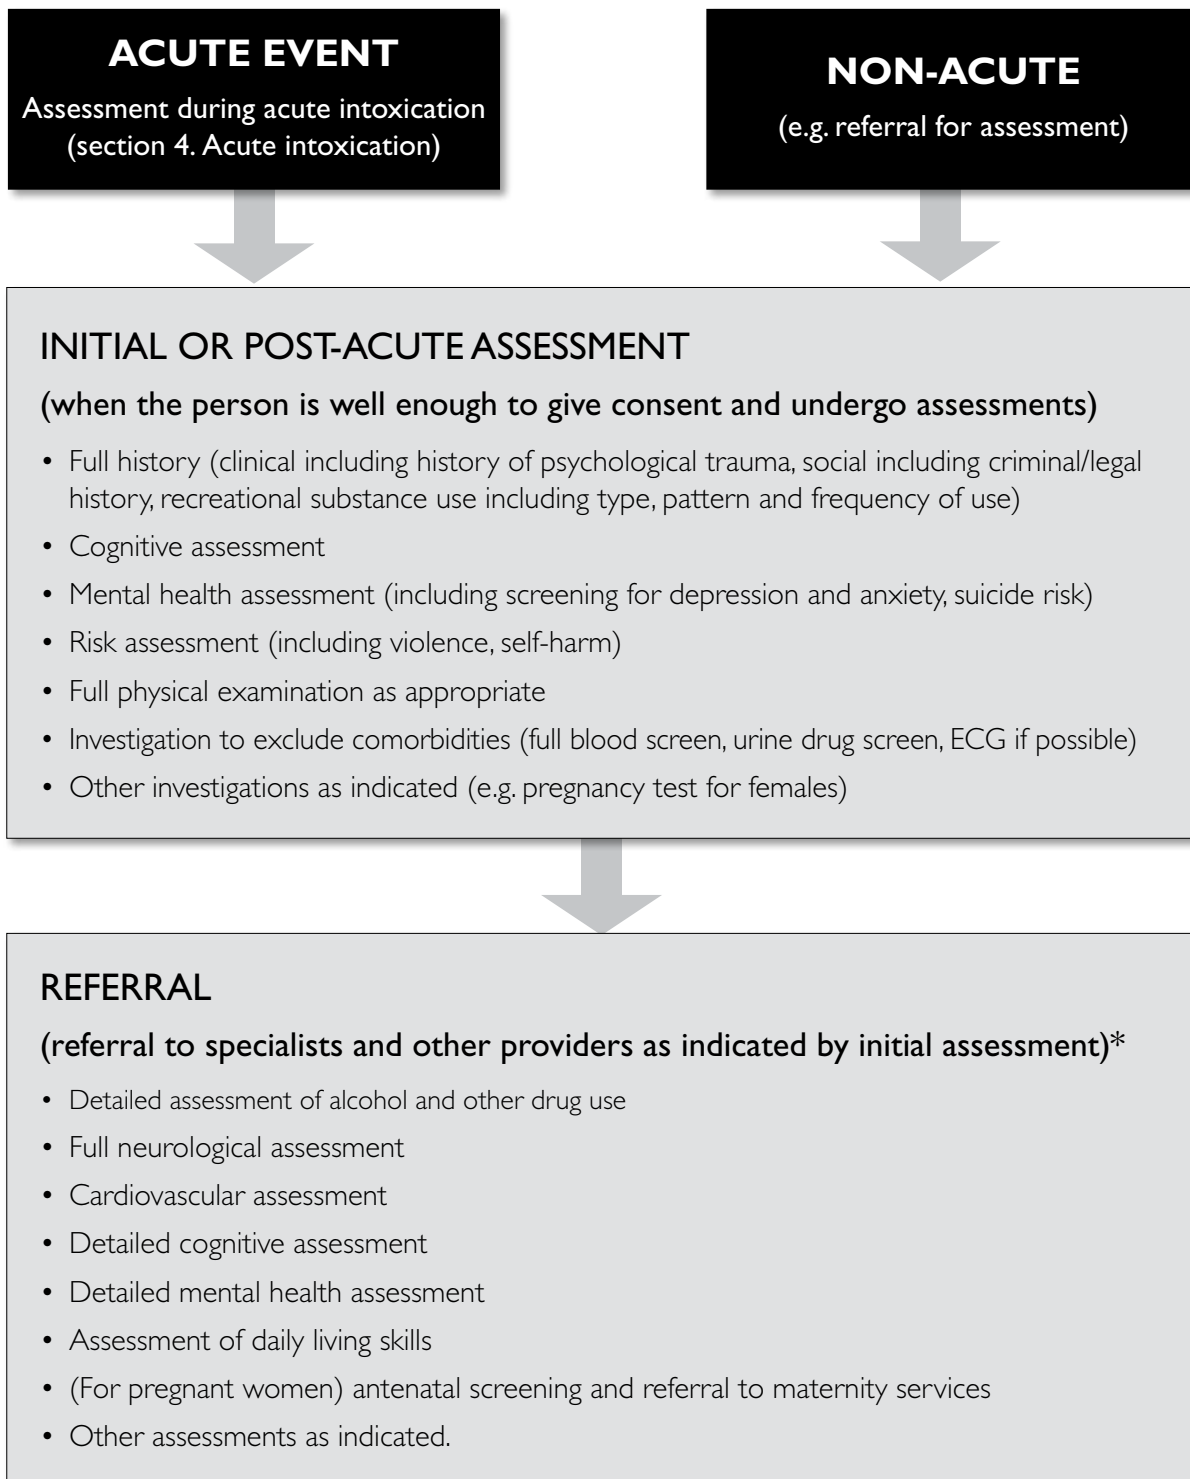 ACUTE EVENT
Assessment during acute intoxication
(section 4. Acute intoxication)
NON-ACUTE
(e.g. referral for assessment)
INITIAL OR POST-ACUTE ASSESSMENT
(when the person is well enough to give consent and undergo assessments)
• Full history (clinical including history of psychological trauma, social including criminal/legal
history, recreational substance use including type, pattern and frequency of use)
• Cognitive assessment
• Mental health assessment (including screening for depression and anxiety, suicide risk)
• Risk assessment (including violence, self-harm)
• Full physical examination as appropriate
• Investigation to exclude comorbidities (full blood screen, urine drug screen, ECG if possible)
• Other investigations as indicated (e.g. pregnancy test for females)
REFERRAL
(referral to specialists and other providers as indicated by initial assessment)*
• Detailed assessment of alcohol and other drug use
• Full neurological assessment
• Cardiovascular assessment
• Detailed cognitive assessment
• Detailed mental health assessment
• Assessment of daily living skills
• (For pregnant women) antenatal screening and referral to maternity services
• Other assessments as indicated.